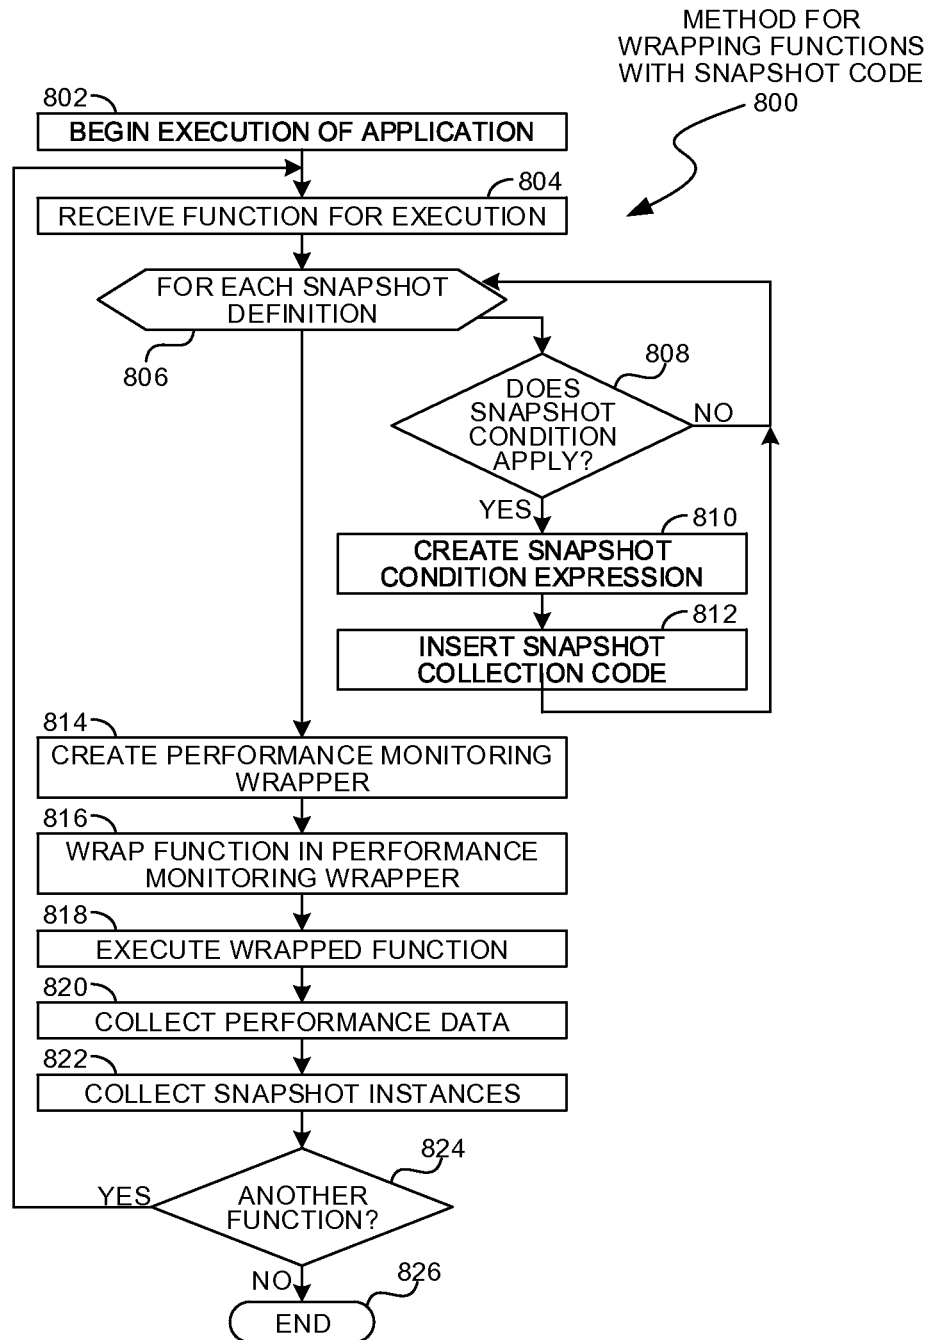 METHOD FOR
WRAPPING FUNCTIONS
WITH SNAPSHOT CODE
800
802
BEGIN EXECUTION OF APPLICATION
804
RECEIVE FUNCTION FOR EXECUTION
FOR EACH SNAPSHOT
DEFINITION
806
808
DOES
SNAPSHOT
CONDITION
APPLY?
NO
YES
810
CREATE SNAPSHOT
CONDITION EXPRESSION
812
INSERT SNAPSHOT
COLLECTION CODE
814
CREATE PERFORMANCE MONITORING
WRAPPER
816
WRAP FUNCTION IN PERFORMANCE
MONITORING WRAPPER
818
EXECUTE WRAPPED FUNCTION
820
COLLECT PERFORMANCE DATA
822
COLLECT SNAPSHOT INSTANCES
824
YES
ANOTHER
FUNCTION?
NO
826
END